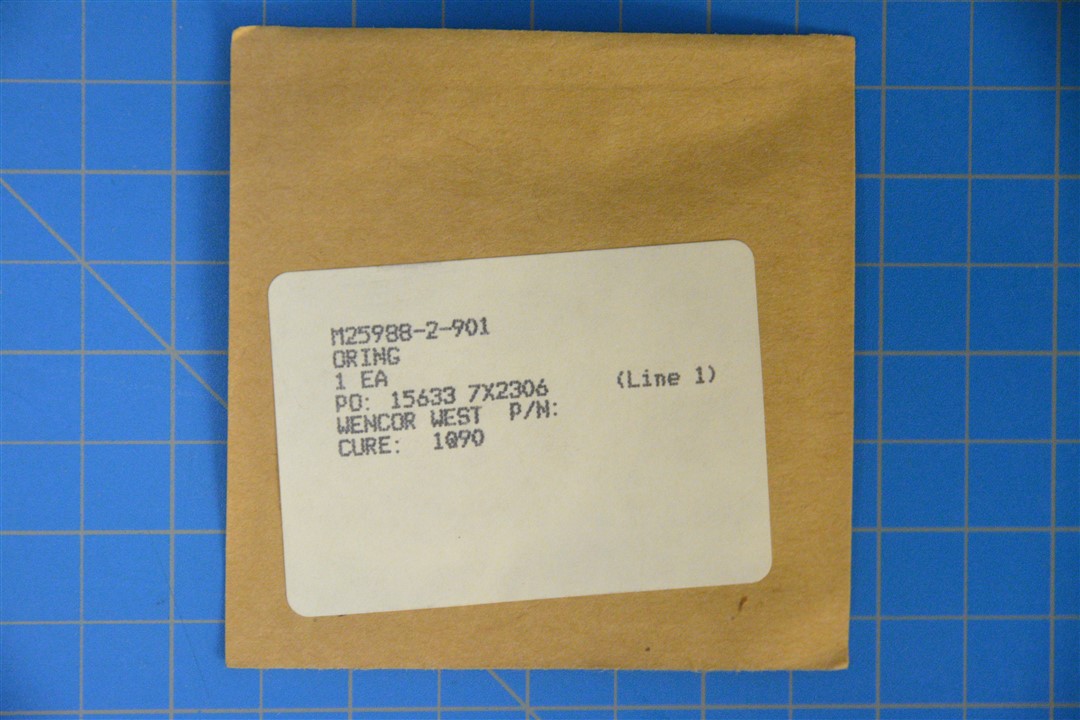 M25988-2-901
ORING
1 EA
PO: 15633 7X2306 (Line 1)
WENCOR WEST P/N:
CURE: 1Q90